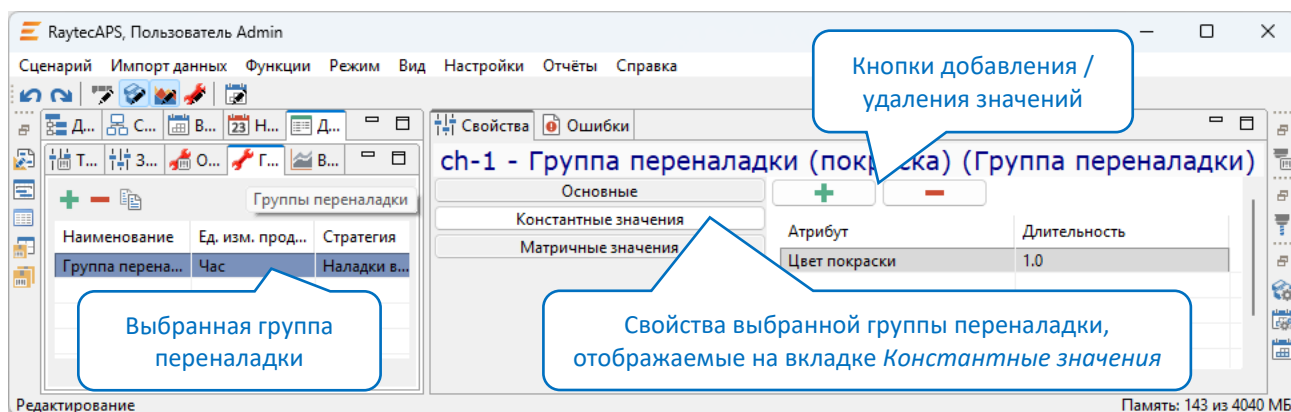 RaytecAPS, Пользователь Admin
Сценарий Импорт данных Функции Режим Вид Настройки Отчёты Справка
Кнопки добавления /
удаления значений
Д... С... В... 23 Н... Д...
Свойства Ошибки
Т... З... О... Г... В...
ch-1 - Группа переналадки (покраска) (Группа переналадки)
Группы переналадки
Основные
Константные значения
Матричные значения
Наименование Ед. изм. прод... Стратегия
Группа перена... Час Наладки в...
Атрибут Длительность
Цвет покраски 1.0
Выбранная группа
переналадки
Свойства выбранной группы переналадки,
отображаемые на вкладке Константные значения
Редактирование
Память: 143 из 4040 МБ